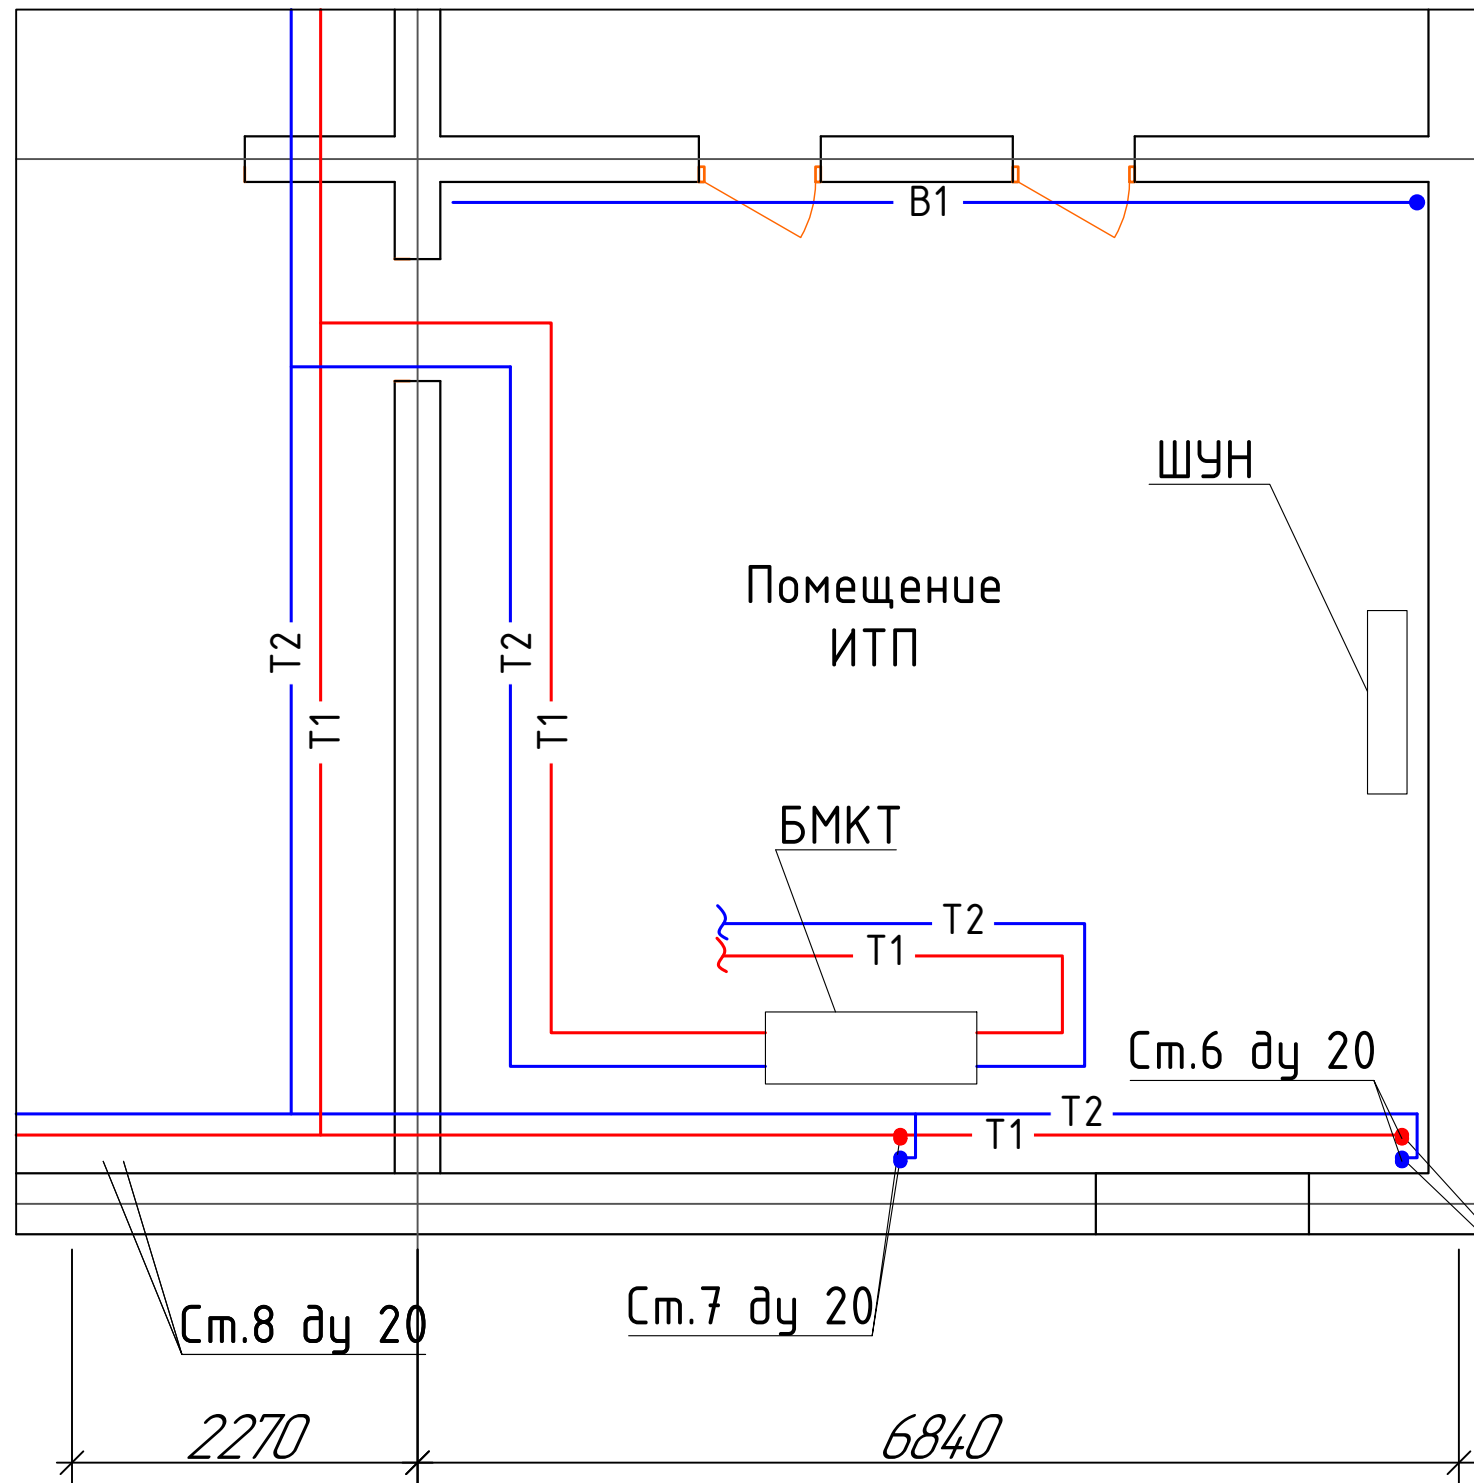 В1
ШУН
Помещение
ИТП
Т2
Т2
Т1
Т1
БМКТ
Т2
Т1
Ст.6 ду 20
Т2
Т1
Ст.7 ду 20
Ст.8 ду 20
2270
6840